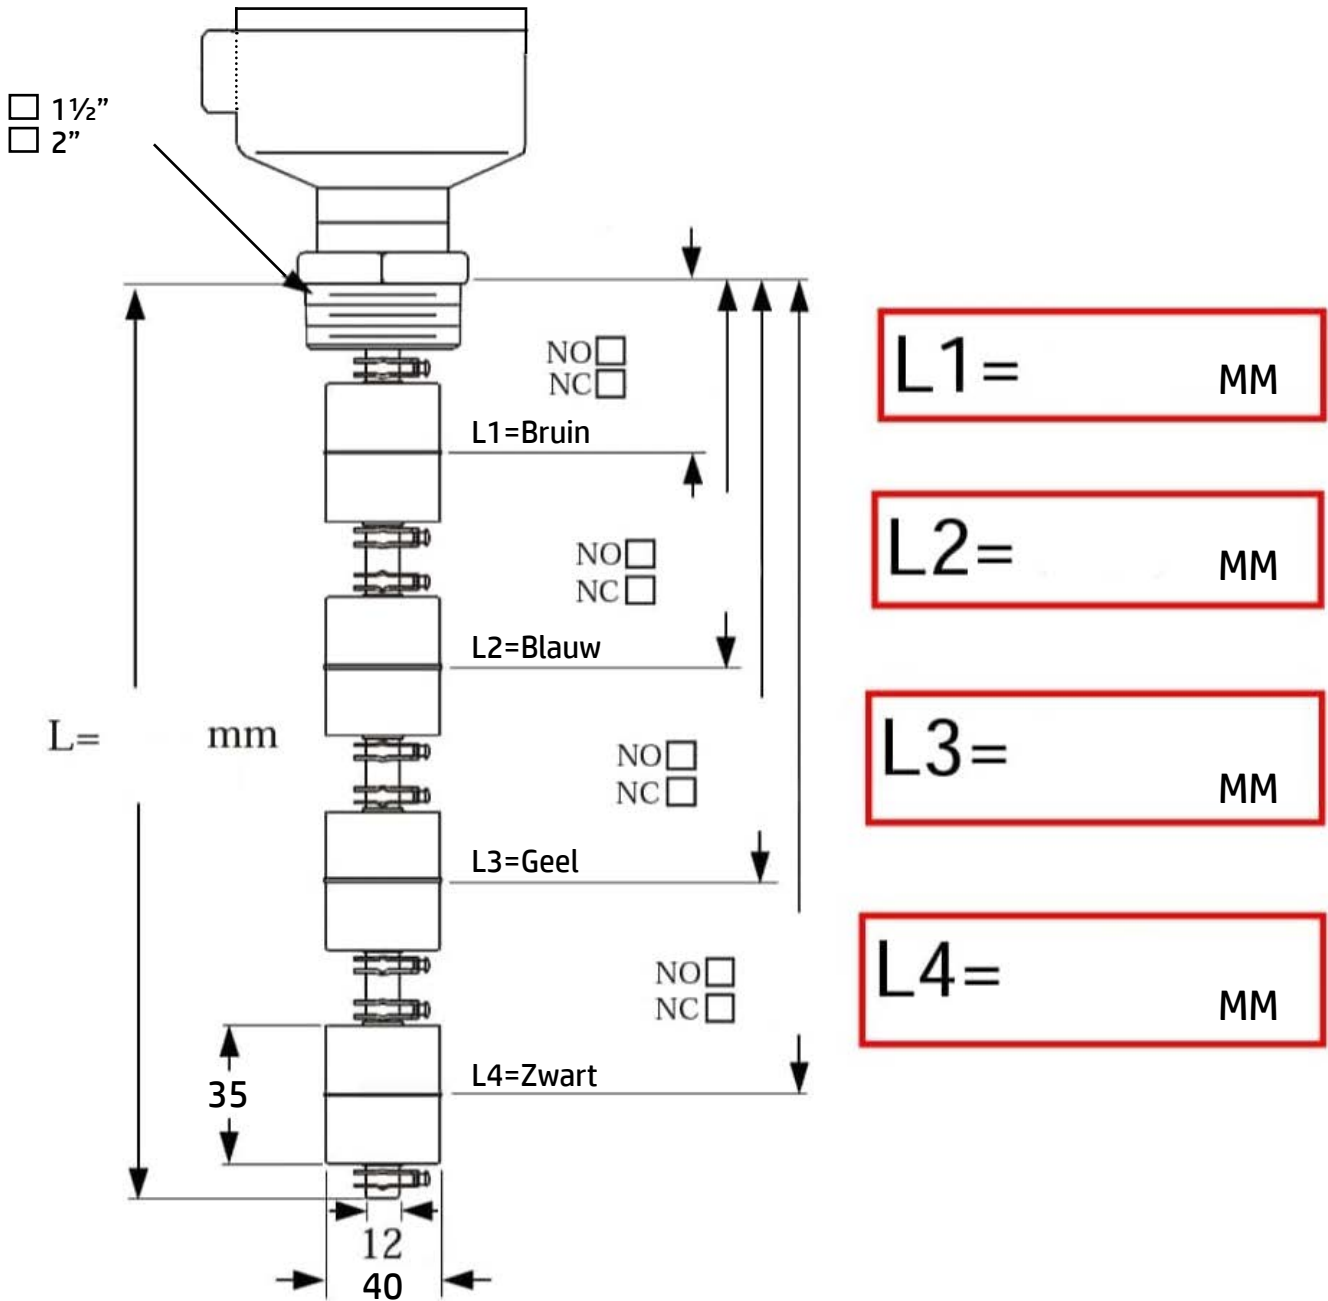 ☐ 1½”
☐ 2”
NO☐
NC☐
L1=Bruin
L1= MM
NO☐
NC☐
L2=Blauw
L2= MM
L= mm
NO☐
NC☐
L3=Geel
L3= MM
NO☐
NC☐
L4=Zwart
L4= MM
35
12
40